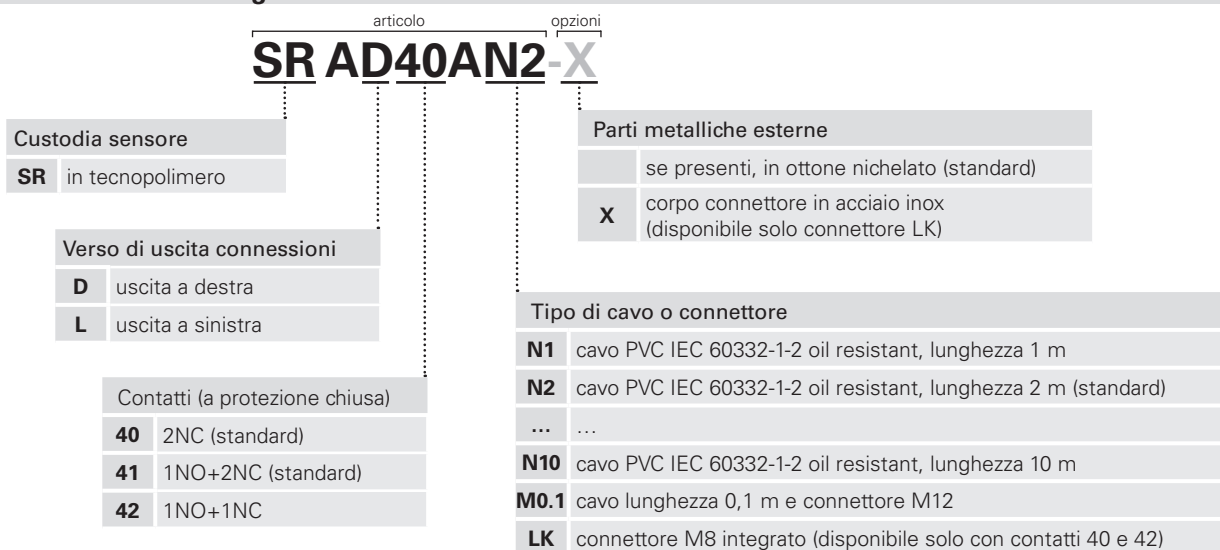 articolo
opzioni
SR AD40AN2-X
Custodia sensore
SR in tecnopolimero
Verso di uscita connessioni
D uscita a destra
L uscita a sinistra
Contatti (a protezione chiusa)
40 2NC (standard)
41 1NO+2NC (standard)
42 1NO+1NC
Parti metalliche esterne
se presenti, in ottone nichelato (standard)
X corpo connettore in acciaio inox
(disponibile solo connettore LK)
Tipo di cavo o connettore
N1 cavo PVC IEC 60332-1-2 oil resistant, lunghezza 1 m
N2 cavo PVC IEC 60332-1-2 oil resistant, lunghezza 2 m (standard)
... ...
N10 cavo PVC IEC 60332-1-2 oil resistant, lunghezza 10 m
M0.1 cavo lunghezza 0,1 m e connettore M12
LK connettore M8 integrato (disponibile solo con contatti 40 e 42)